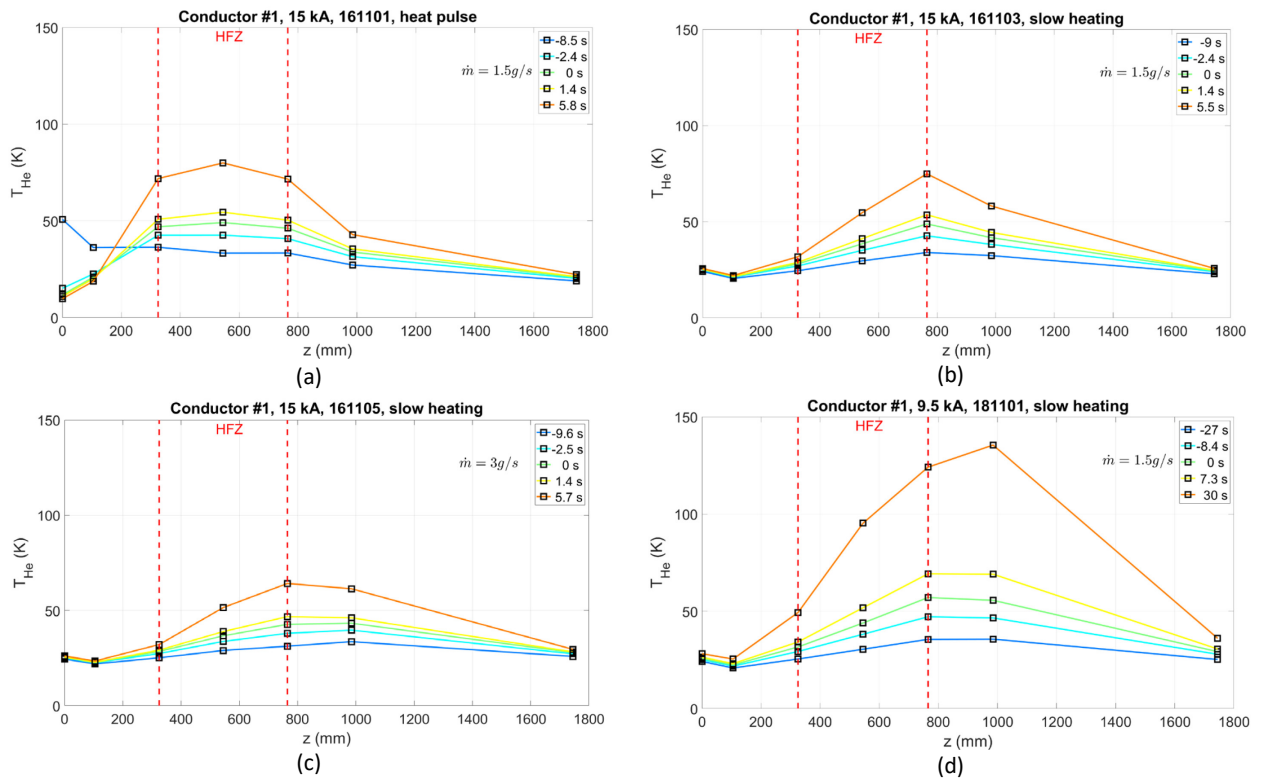 Conductor #1, 15 kA, 161101, heat pulse
150
100
50
0
T_He (K)
HFZ
ṁ = 1.5g/s
-8.5 s
-2.4 s
0 s
1.4 s
5.8 s
0 200 400 600 800 1000 1200 1400 1600 1800
z (mm)
(a)
Conductor #1, 15 kA, 161103, slow heating
150
100
50
0
T_He (K)
HFZ
ṁ = 1.5g/s
-9 s
-2.4 s
0 s
1.4 s
5.5 s
0 200 400 600 800 1000 1200 1400 1600 1800
z (mm)
(b)
Conductor #1, 15 kA, 161105, slow heating
150
100
50
0
T_He (K)
HFZ
ṁ = 3g/s
-9.6 s
-2.5 s
0 s
1.4 s
5.7 s
0 200 400 600 800 1000 1200 1400 1600 1800
z (mm)
(c)
Conductor #1, 9.5 kA, 181101, slow heating
150
100
50
0
T_He (K)
HFZ
ṁ = 1.5g/s
-27 s
-8.4 s
0 s
7.3 s
30 s
0 200 400 600 800 1000 1200 1400 1600 1800
z (mm)
(d)